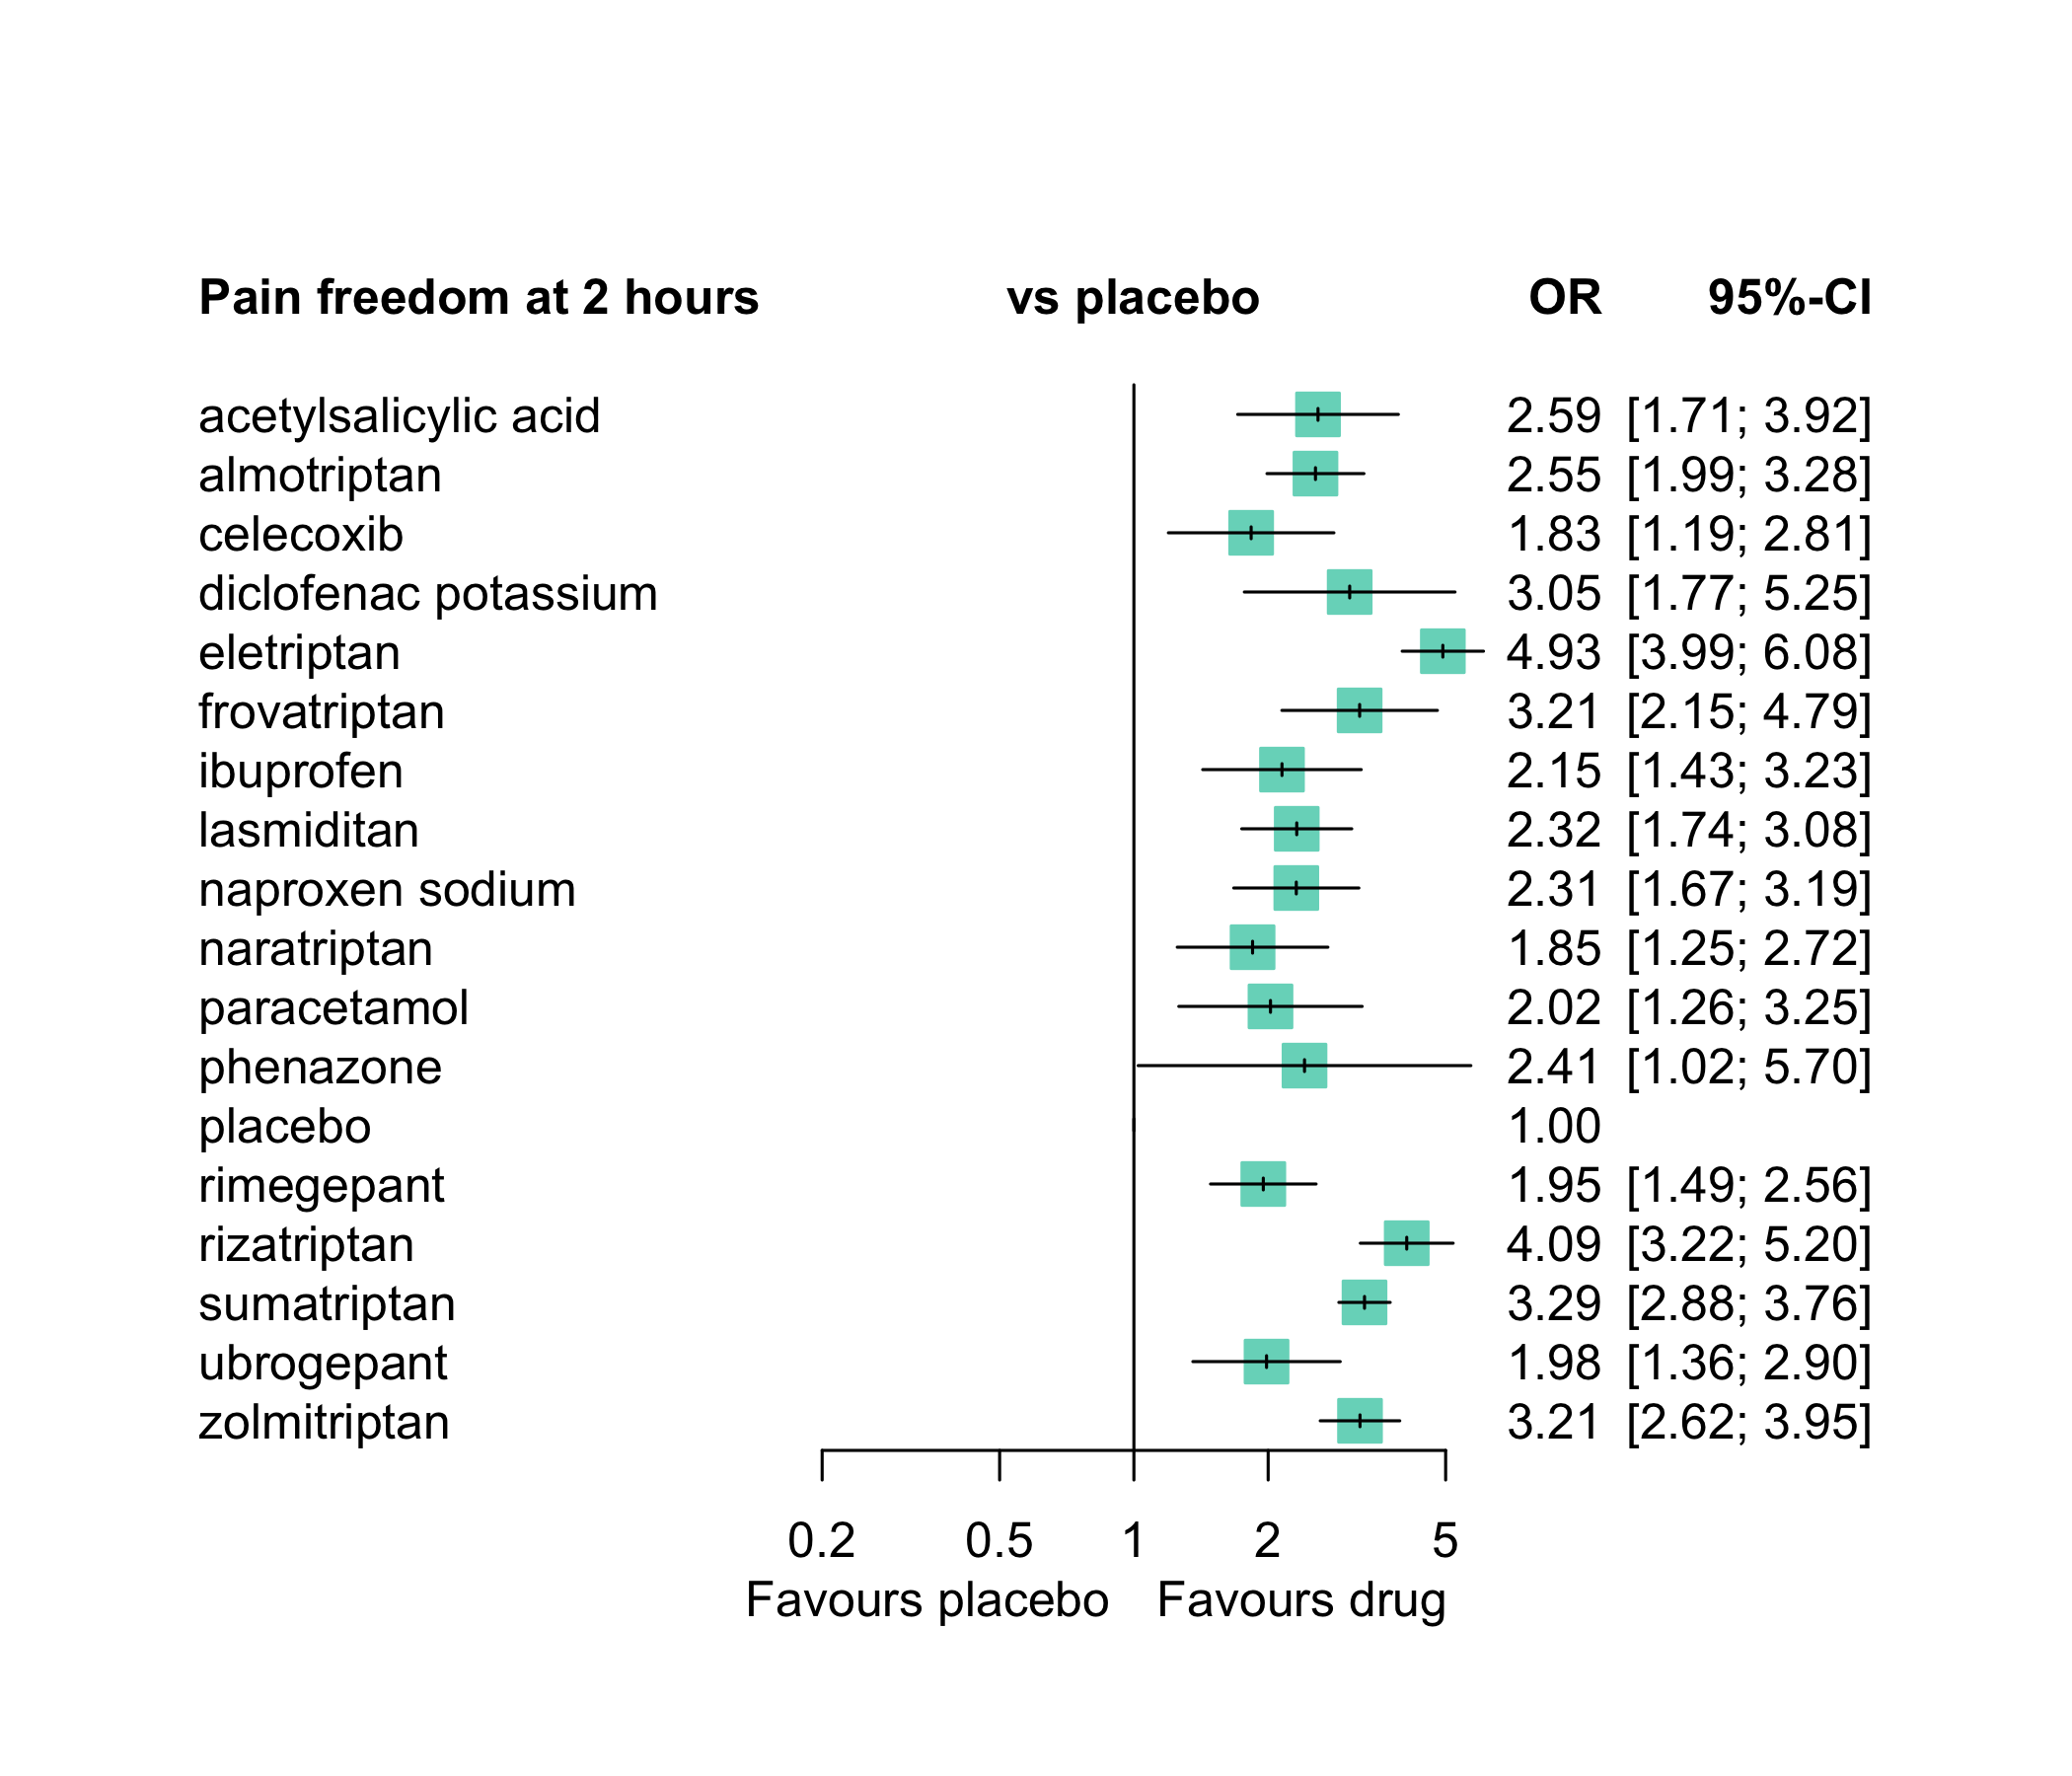 Pain freedom at 2 hours vs placebo OR 95%-CI
acetylsalicylic acid 2.59 [1.71; 3.92]
almotriptan 2.55 [1.99; 3.28]
celecoxib 1.83 [1.19; 2.81]
diclofenac potassium 3.05 [1.77; 5.25]
eletriptan 4.93 [3.99; 6.08]
frovatriptan 3.21 [2.15; 4.79]
ibuprofen 2.15 [1.43; 3.23]
lasmiditan 2.32 [1.74; 3.08]
naproxen sodium 2.31 [1.67; 3.19]
naratriptan 1.85 [1.25; 2.72]
paracetamol 2.02 [1.26; 3.25]
phenazone 2.41 [1.02; 5.70]
placebo 1.00
rimegepant 1.95 [1.49; 2.56]
rizatriptan 4.09 [3.22; 5.20]
sumatriptan 3.29 [2.88; 3.76]
ubrogepant 1.98 [1.36; 2.90]
zolmitriptan 3.21 [2.62; 3.95]
0.2 0.5 1 2 5
Favours placebo Favours drug